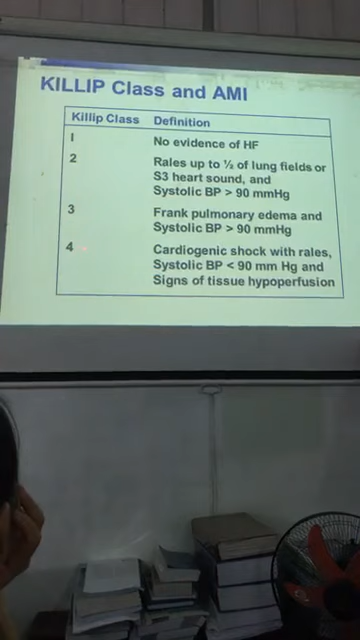 KILLIP Class and AMI
Killip Class Definition
I No evidence of HF
2 Rales up to ½ of lung fields or
S3 heart sound, and
Systolic BP > 90 mmHg
3 Frank pulmonary edema and
Systolic BP > 90 mmHg
4 Cardiogenic shock with rales,
Systolic BP < 90 mm Hg and
Signs of tissue hypoperfusion